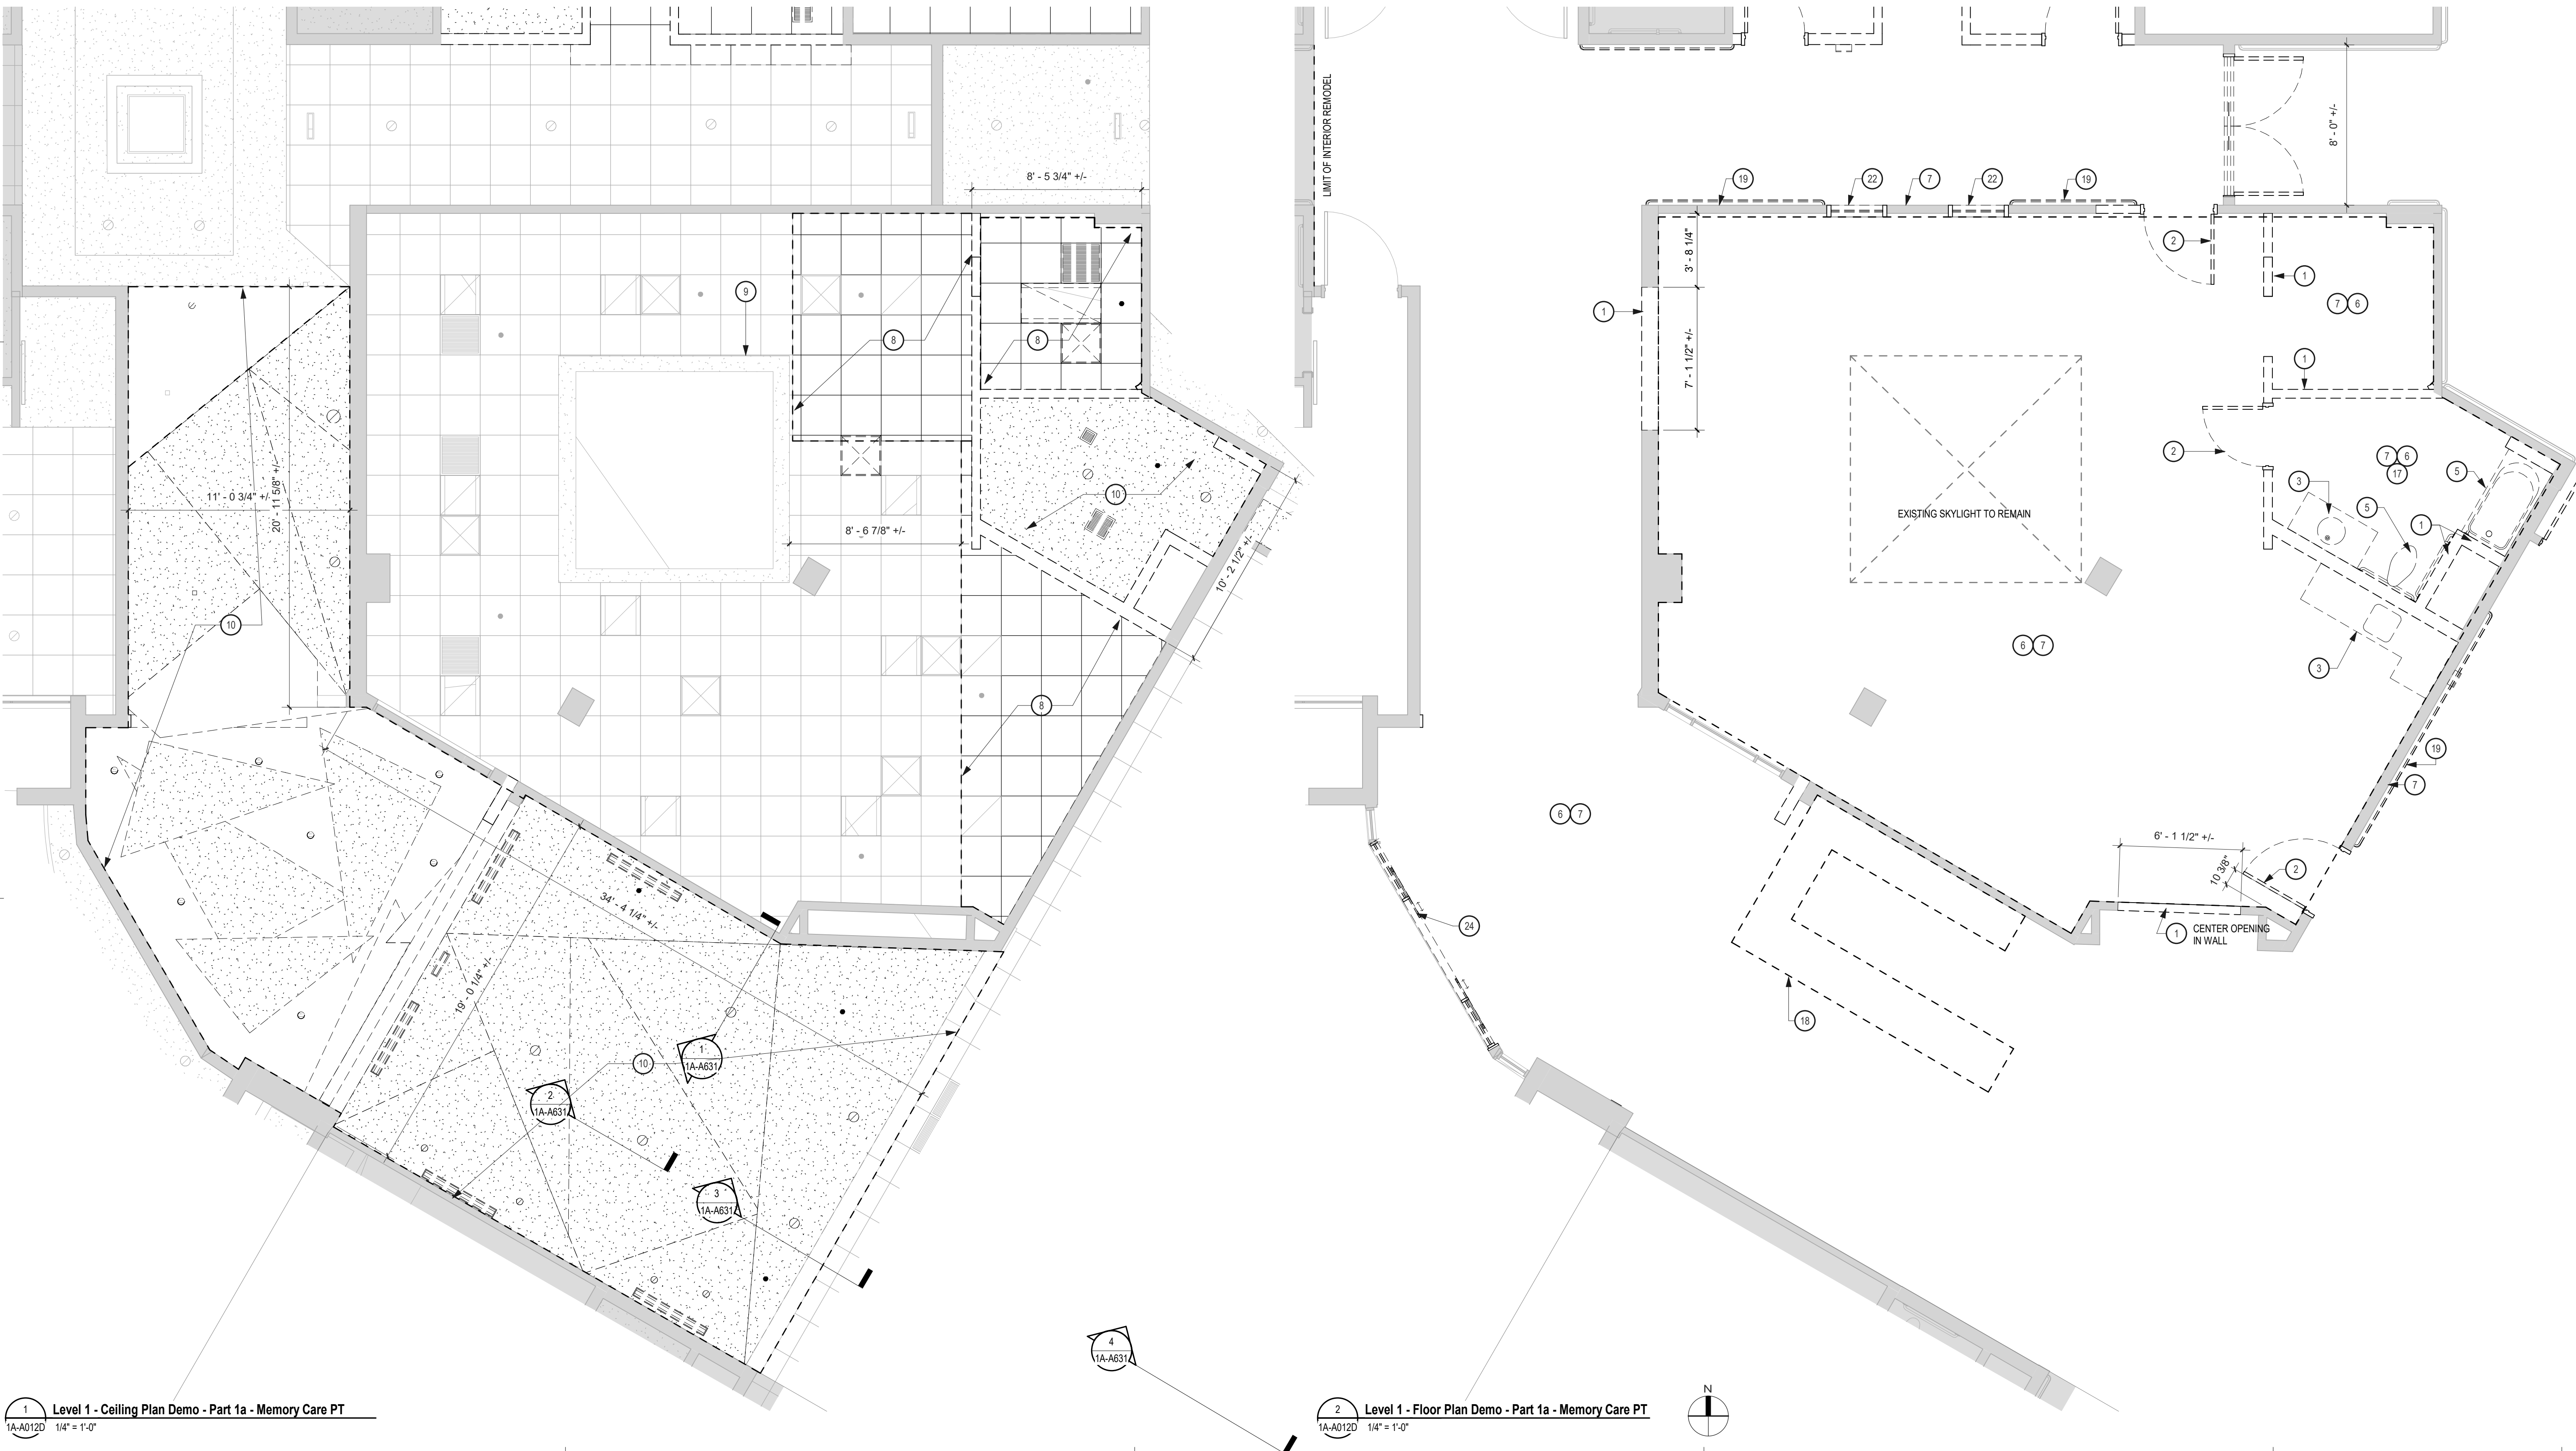 8' - 5 3/4" +/-
9
8
8
11' - 0 3/4" +/-
20' - 11 5/8" +/-
10
8' - 6 7/8" +/-
10
10' - 2 1/2" +/-
8
34' - 4 1/4" +/-
19' - 0 1/4" +/-
10
1
1A-A631
2
1A-A631
3
1A-A631
4
1A-A631
1
1A-A012D
Level 1 - Ceiling Plan Demo - Part 1a - Memory Care PT
1/4" = 1'-0"
LIMIT OF INTERIOR REMODEL
8' - 0" +/-
19
22
7
22
19
3' - 8 1/4"
2
1
7
6
1
7' - 1 1/2" +/-
1
2
7
6
17
5
3
5
1
EXISTING SKYLIGHT TO REMAIN
3
6
7
19
7
6
7
6' - 1 1/2" +/-
10 3/8"
2
24
1
CENTER OPENING
IN WALL
18
2
1A-A012D
Level 1 - Floor Plan Demo - Part 1a - Memory Care PT
1/4" = 1'-0"
N